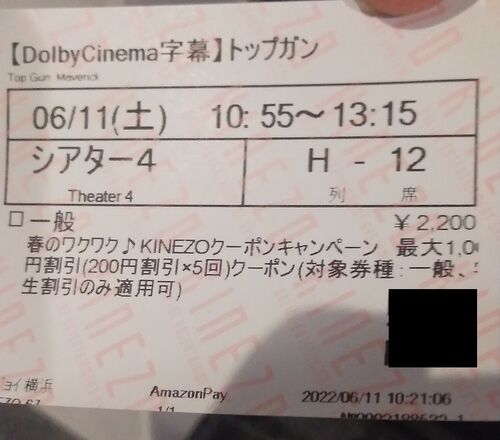 【DolbyCinema字幕】トップガン
Top Gun Maverick
06/11(土) 10:55～13:15
シアター4 H - 12
Theater 4 列 席
□一般 ¥2,200
春のワクワク♪KINEZOクーポンキャンペーン 最大1,0
円割引(200円割引×5回)クーポン(対象券種:一般、
生割引のみ適用可)
ョイ横浜 AmazonPay 2022/06/11 10:21:06
1/1